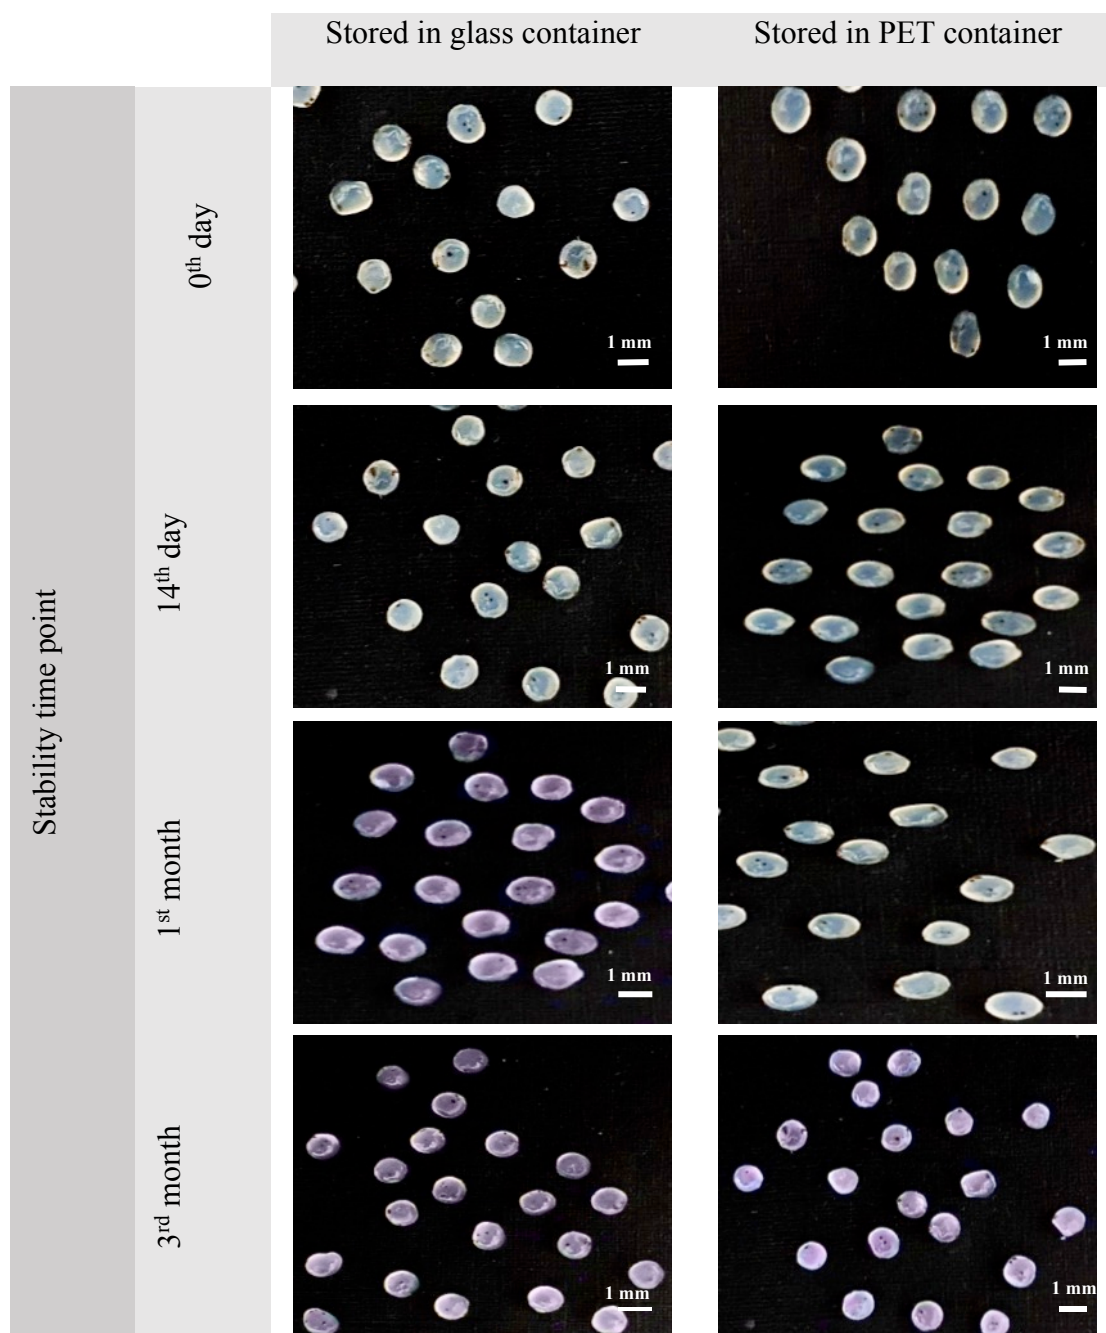 Stored in glass container
Stored in PET container
Stability time point
0th day
1 mm
1 mm
14th day
1 mm
1 mm
1st month
1 mm
1 mm
3rd month
1 mm
1 mm